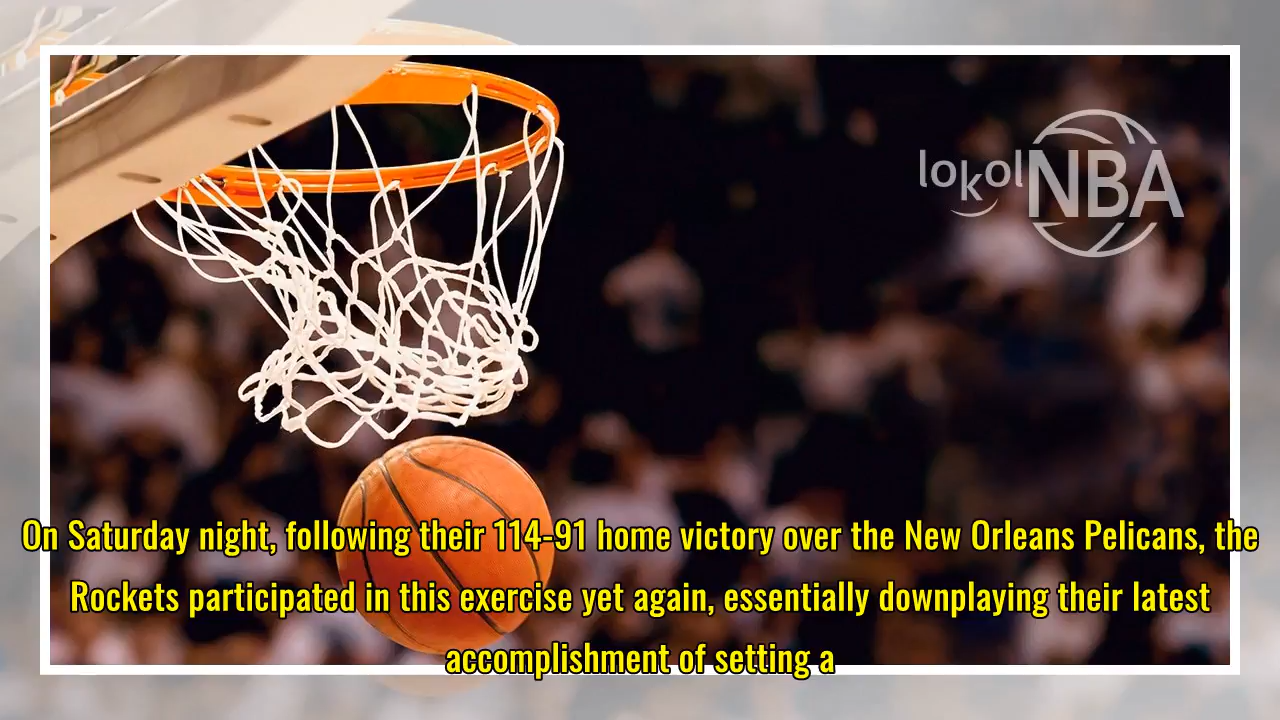 lokol NBA
On Saturday night, following their 114-91 home victory over the New Orleans Pelicans, the
Rockets participated in this exercise yet again, essentially downplaying their latest
accomplishment of setting a